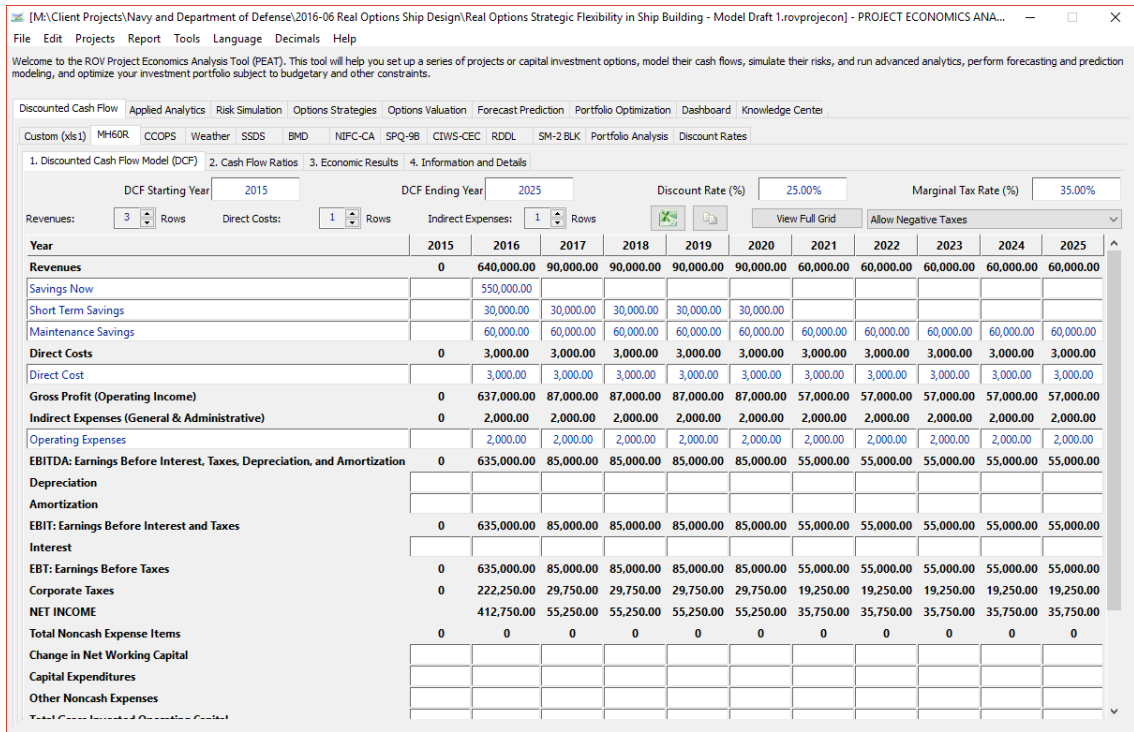 [M:\Client Projects\Navy and Department of Defense\2016-06 Real Options Ship Design\Real Options Strategic Flexibility in Ship Building - Model Draft 1.rovprojecon] - PROJECT ECONOMICS ANA...
File Edit Projects Report Tools Language Decimals Help
Welcome to the ROV Project Economics Analysis Tool (PEAT). This tool will help you set up a series of projects or capital investment options, model their cash flows, simulate their risks, and run advanced analytics, perform forecasting and prediction
modeling, and optimize your investment portfolio subject to budgetary and other constraints.
Discounted Cash Flow Applied Analytics Risk Simulation Options Strategies Options Valuation Forecast Prediction Portfolio Optimization Dashboard Knowledge Center
Custom (xls1) MH60R CCOPS Weather SSDS BMD NIFC-CA SPQ-9B CIWS-CEC RDDL SM-2 BLK Portfolio Analysis Discount Rates
1. Discounted Cash Flow Model (DCF) 2. Cash Flow Ratios 3. Economic Results 4. Information and Details
DCF Starting Year 2015 DCF Ending Year 2025 Discount Rate (%) 25.00% Marginal Tax Rate (%) 35.00%
Revenues: 3 Rows Direct Costs: 1 Rows Indirect Expenses: 1 Rows View Full Grid Allow Negative Taxes
Year 2015 2016 2017 2018 2019 2020 2021 2022 2023 2024 2025
Revenues 0 640,000.00 90,000.00 90,000.00 90,000.00 90,000.00 60,000.00 60,000.00 60,000.00 60,000.00 60,000.00
Savings Now 550,000.00
Short Term Savings 30,000.00 30,000.00 30,000.00 30,000.00 30,000.00
Maintenance Savings 60,000.00 60,000.00 60,000.00 60,000.00 60,000.00 60,000.00 60,000.00 60,000.00 60,000.00 60,000.00
Direct Costs 0 3,000.00 3,000.00 3,000.00 3,000.00 3,000.00 3,000.00 3,000.00 3,000.00 3,000.00 3,000.00
Direct Cost 3,000.00 3,000.00 3,000.00 3,000.00 3,000.00 3,000.00 3,000.00 3,000.00 3,000.00 3,000.00
Gross Profit (Operating Income) 0 637,000.00 87,000.00 87,000.00 87,000.00 87,000.00 57,000.00 57,000.00 57,000.00 57,000.00 57,000.00
Indirect Expenses (General & Administrative) 0 2,000.00 2,000.00 2,000.00 2,000.00 2,000.00 2,000.00 2,000.00 2,000.00 2,000.00 2,000.00
Operating Expenses 2,000.00 2,000.00 2,000.00 2,000.00 2,000.00 2,000.00 2,000.00 2,000.00 2,000.00 2,000.00
EBITDA: Earnings Before Interest, Taxes, Depreciation, and Amortization 0 635,000.00 85,000.00 85,000.00 85,000.00 85,000.00 55,000.00 55,000.00 55,000.00 55,000.00 55,000.00
Depreciation
Amortization
EBIT: Earnings Before Interest and Taxes 0 635,000.00 85,000.00 85,000.00 85,000.00 85,000.00 55,000.00 55,000.00 55,000.00 55,000.00 55,000.00
Interest
EBT: Earnings Before Taxes 0 635,000.00 85,000.00 85,000.00 85,000.00 85,000.00 55,000.00 55,000.00 55,000.00 55,000.00 55,000.00
Corporate Taxes 0 222,250.00 29,750.00 29,750.00 29,750.00 29,750.00 19,250.00 19,250.00 19,250.00 19,250.00 19,250.00
NET INCOME 412,750.00 55,250.00 55,250.00 55,250.00 55,250.00 35,750.00 35,750.00 35,750.00 35,750.00 35,750.00
Total Noncash Expense Items 0 0 0 0 0 0 0 0 0 0 0
Change in Net Working Capital
Capital Expenditures
Other Noncash Expenses
Total Gross Invested Operating Capital